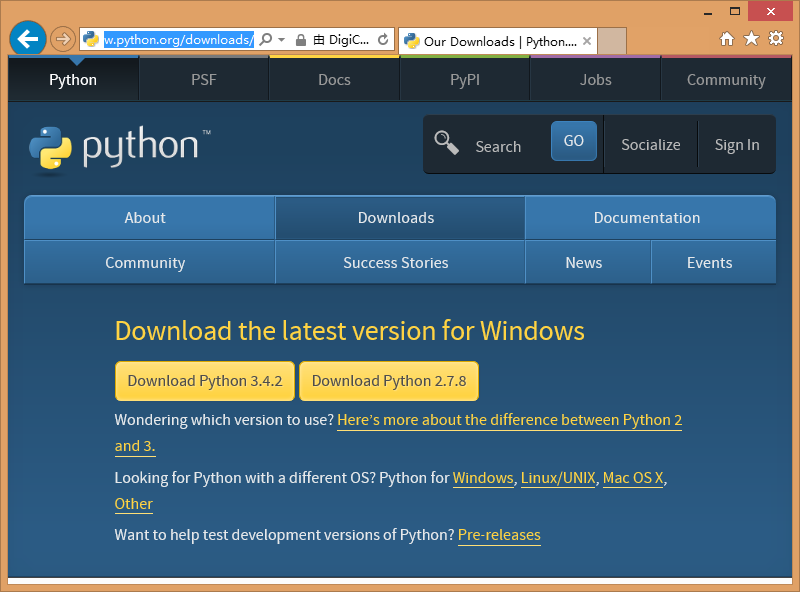 w.python.org/downloads/
由 DigiC...
Our Downloads | Python....
Python
PSF
Docs
PyPI
Jobs
Community
python™
Search
GO
Socialize
Sign In
About
Downloads
Documentation
Community
Success Stories
News
Events
Download the latest version for Windows
Download Python 3.4.2
Download Python 2.7.8
Wondering which version to use? Here's more about the difference between Python 2
and 3.
Looking for Python with a different OS? Python for Windows, Linux/UNIX, Mac OS X,
Other
Want to help test development versions of Python? Pre-releases